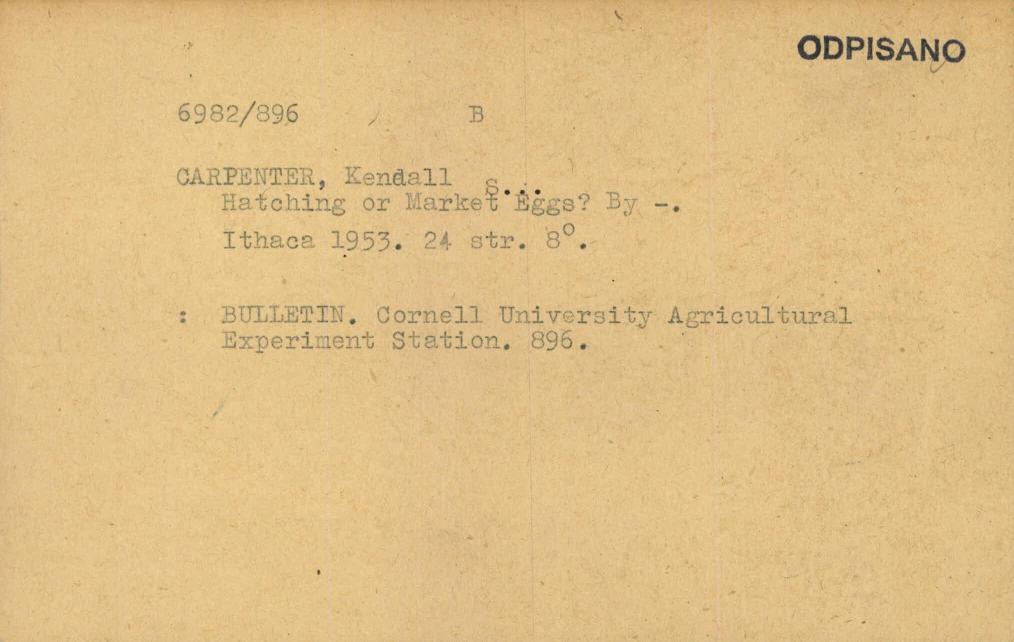 ODPISANO
6982/896 B
CARPENTER, Kendall S...
Hatching or Market Eggs? By -.
Ithaca 1953. 24 str. 8°.
: BULLETIN. Cornell University Agricultural
Experiment Station. 896.